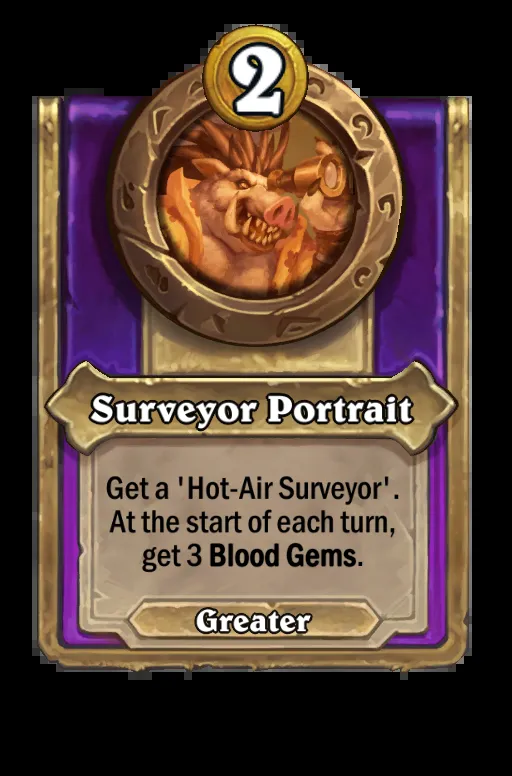 2
Surveyor Portrait
Get a 'Hot-Air Surveyor'.
At the start of each turn,
get 3 Blood Gems.
Greater